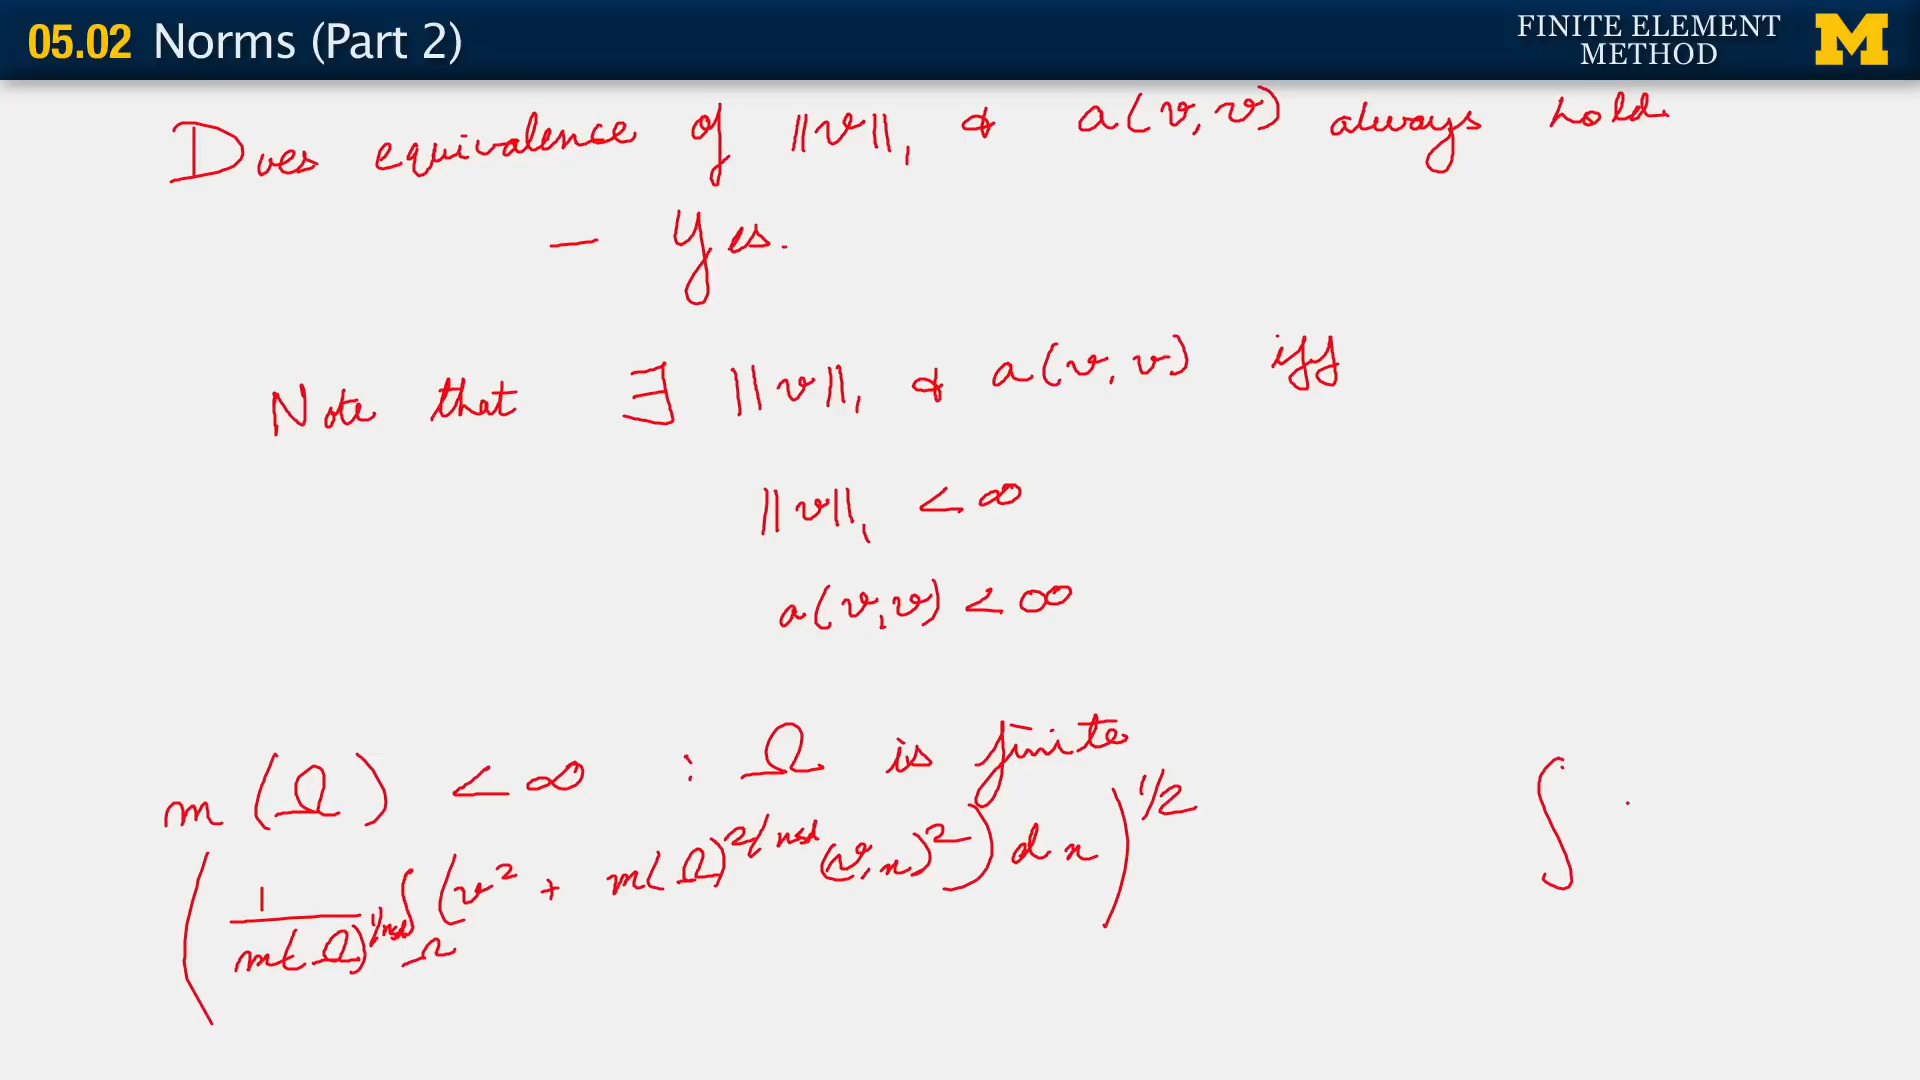 05.02 Norms (Part 2)
FINITE ELEMENT
METHOD
M
Does equivalence of ||v||₁ & a(v,v) always hold.
— Yes.
Note that ∃ ||v||₁ & a(v,v) iff
||v||₁ < ∞
a(v,v) < ∞
m(Ω) < ∞ : Ω is finite
(1/m(Ω)^{1/nsd} ∫_Ω (v² + m(Ω)^{2/nsd} (v,x)²) dx)^{1/2} ∫